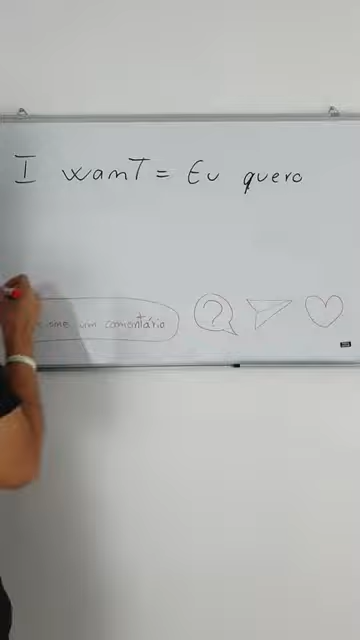 I wanT = Eu quero
um comentário
?